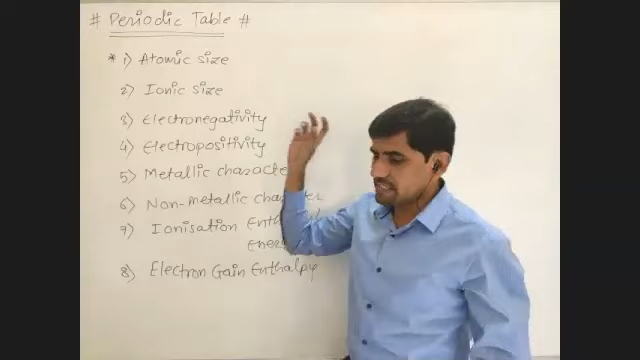 # Periodic Table #
* 1) Atomic size
2) Ionic size
3) Electronegativity
4) Electropositivity
5) Metallic characte
6) Non-metallic
7) Ionisation
8) Electron Gain Enthalpy